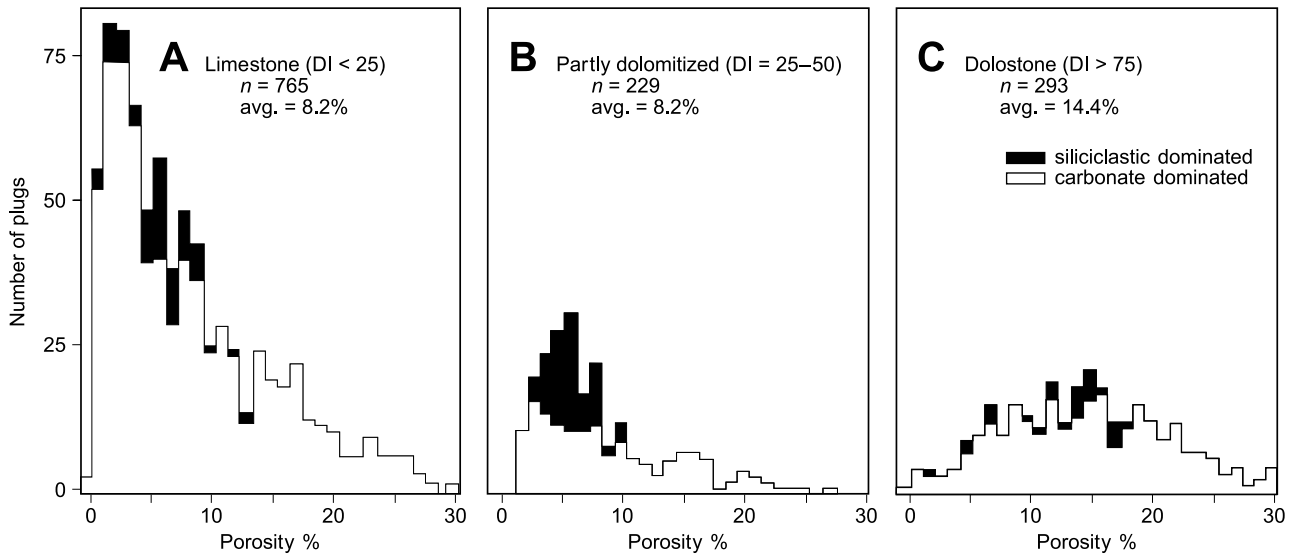 A Limestone (DI < 25)
n = 765
avg. = 8.2%
B Partly dolomitized (DI = 25–50)
n = 229
avg. = 8.2%
C Dolostone (DI > 75)
n = 293
avg. = 14.4%
siliciclastic dominated
carbonate dominated
Number of plugs
75
50
25
0
0 10 20 30
Porosity %
0 10 20 30
Porosity %
0 10 20 30
Porosity %